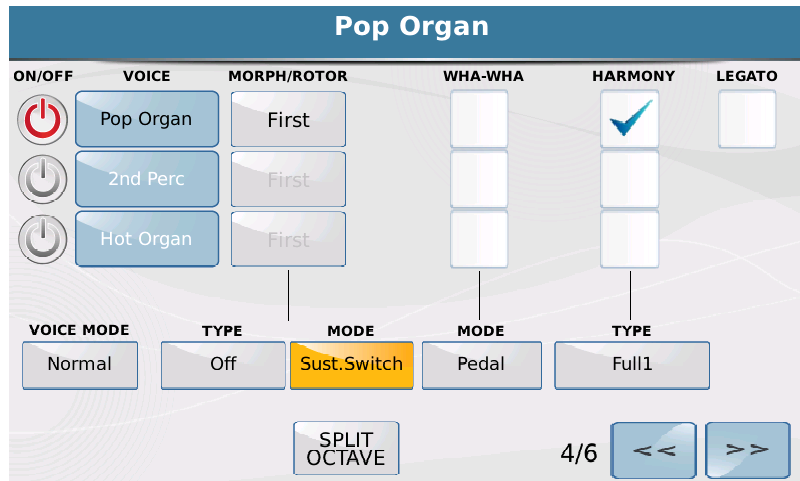 Pop Organ
ON/OFF VOICE MORPH/ROTOR WHA-WHA HARMONY LEGATO
Pop Organ First
2nd Perc First
Hot Organ First
VOICE MODE TYPE MODE MODE TYPE
Normal Off Sust.Switch Pedal Full1
SPLIT
OCTAVE
4/6 << >>